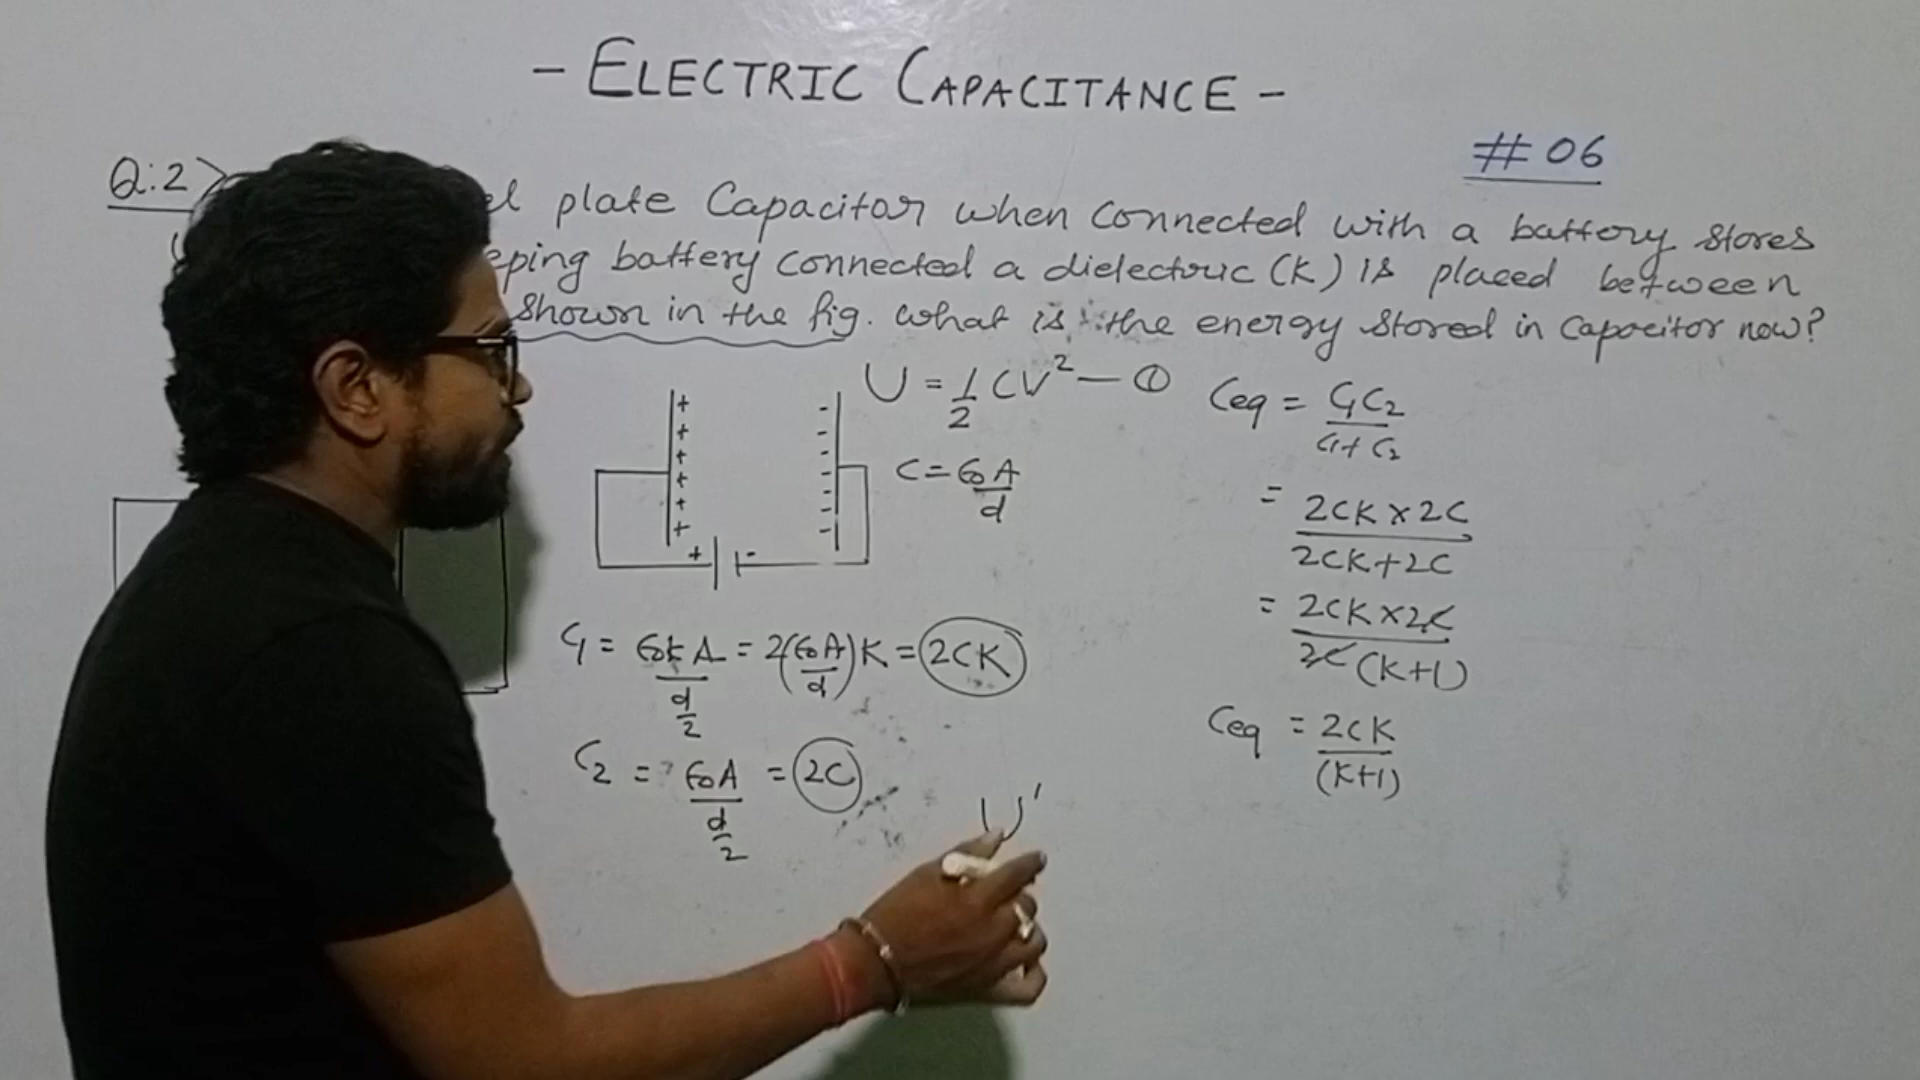 - ELECTRIC CAPACITANCE -
# 06
Q:2> el plate Capacitor when connected with a battery stores
eping battery connected a dielectric (K) is placed between
shown in the fig. what is the energy stored in capacitor now?
U = 1/2 CV² — ①
C = ε₀A/d
+ + + + + +
- - - - - -
+ -
C₁ = ε₀kA/(d/2) = 2(ε₀A/d)K = 2CK
C₂ = ε₀A/(d/2) = 2C
U'
Ceq = C₁C₂/C₁+C₂
= 2CK×2C/2CK+2C
= 2CK×2C/2C(K+1)
Ceq = 2CK/(K+1)